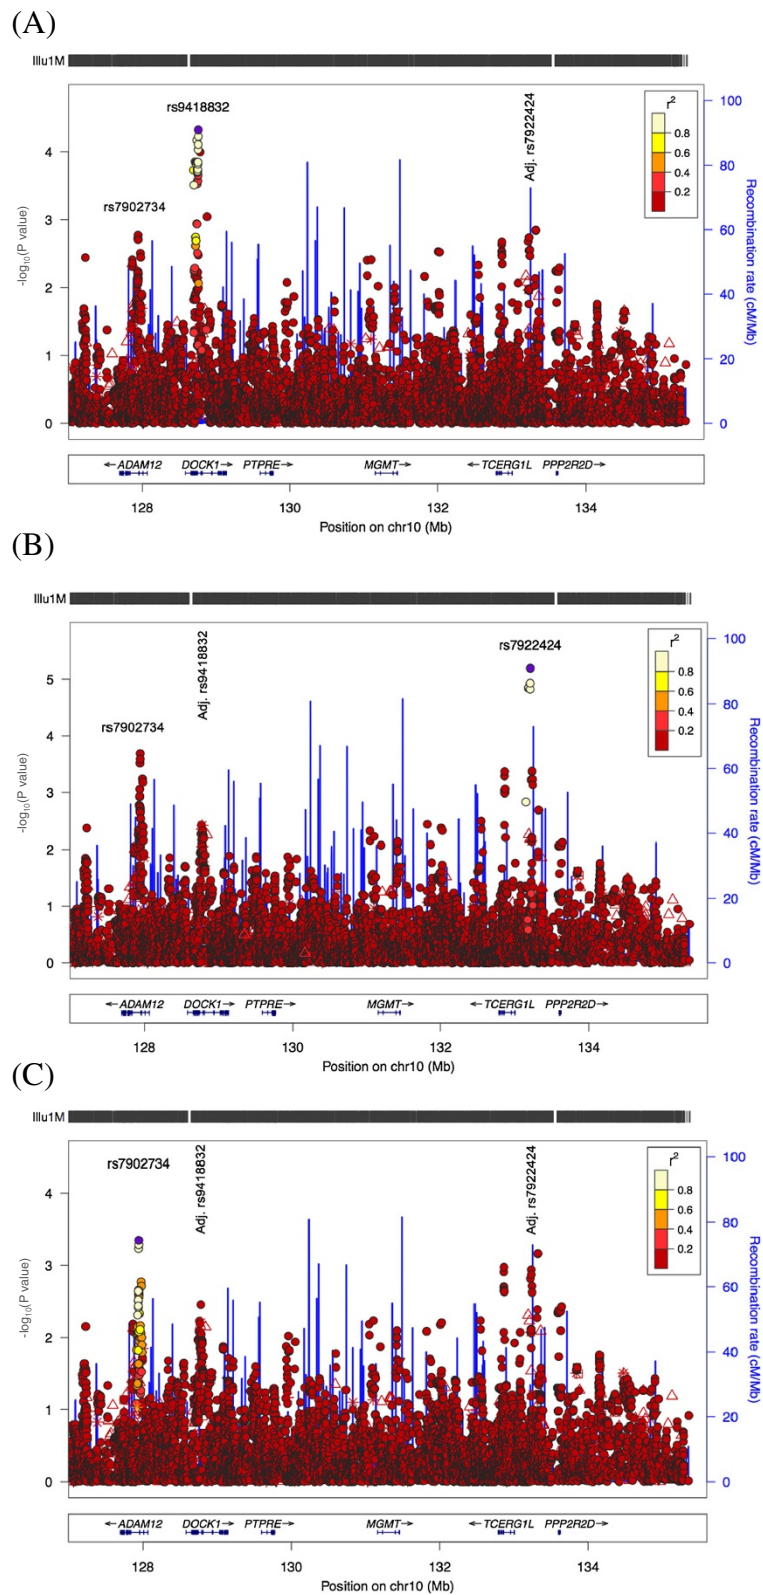 (A)
Illu1M
rs9418832
Adj. rs7922424
rs7902734
r2
0.8
0.6
0.4
0.2
-log10(P value)
4
3
2
1
0
Recombination rate (cM/Mb)
100
80
60
40
20
0
←ADAM12 DOCK1→ PTPRE→ MGMT→ ←TCERG1L PPP2R2D→
128 130 132 134
Position on chr10 (Mb)
(B)
Illu1M
Adj. rs9418832
rs7922424
rs7902734
r2
0.8
0.6
0.4
0.2
-log10(P value)
5
4
3
2
1
0
Recombination rate (cM/Mb)
100
80
60
40
20
0
←ADAM12 DOCK1→ PTPRE→ MGMT→ ←TCERG1L PPP2R2D→
128 130 132 134
Position on chr10 (Mb)
(C)
Illu1M
rs7902734
Adj. rs9418832
Adj. rs7922424
r2
0.8
0.6
0.4
0.2
-log10(P value)
4
3
2
1
0
Recombination rate (cM/Mb)
100
80
60
40
20
0
←ADAM12 DOCK1→ PTPRE→ MGMT→ ←TCERG1L PPP2R2D→
128 130 132 134
Position on chr10 (Mb)